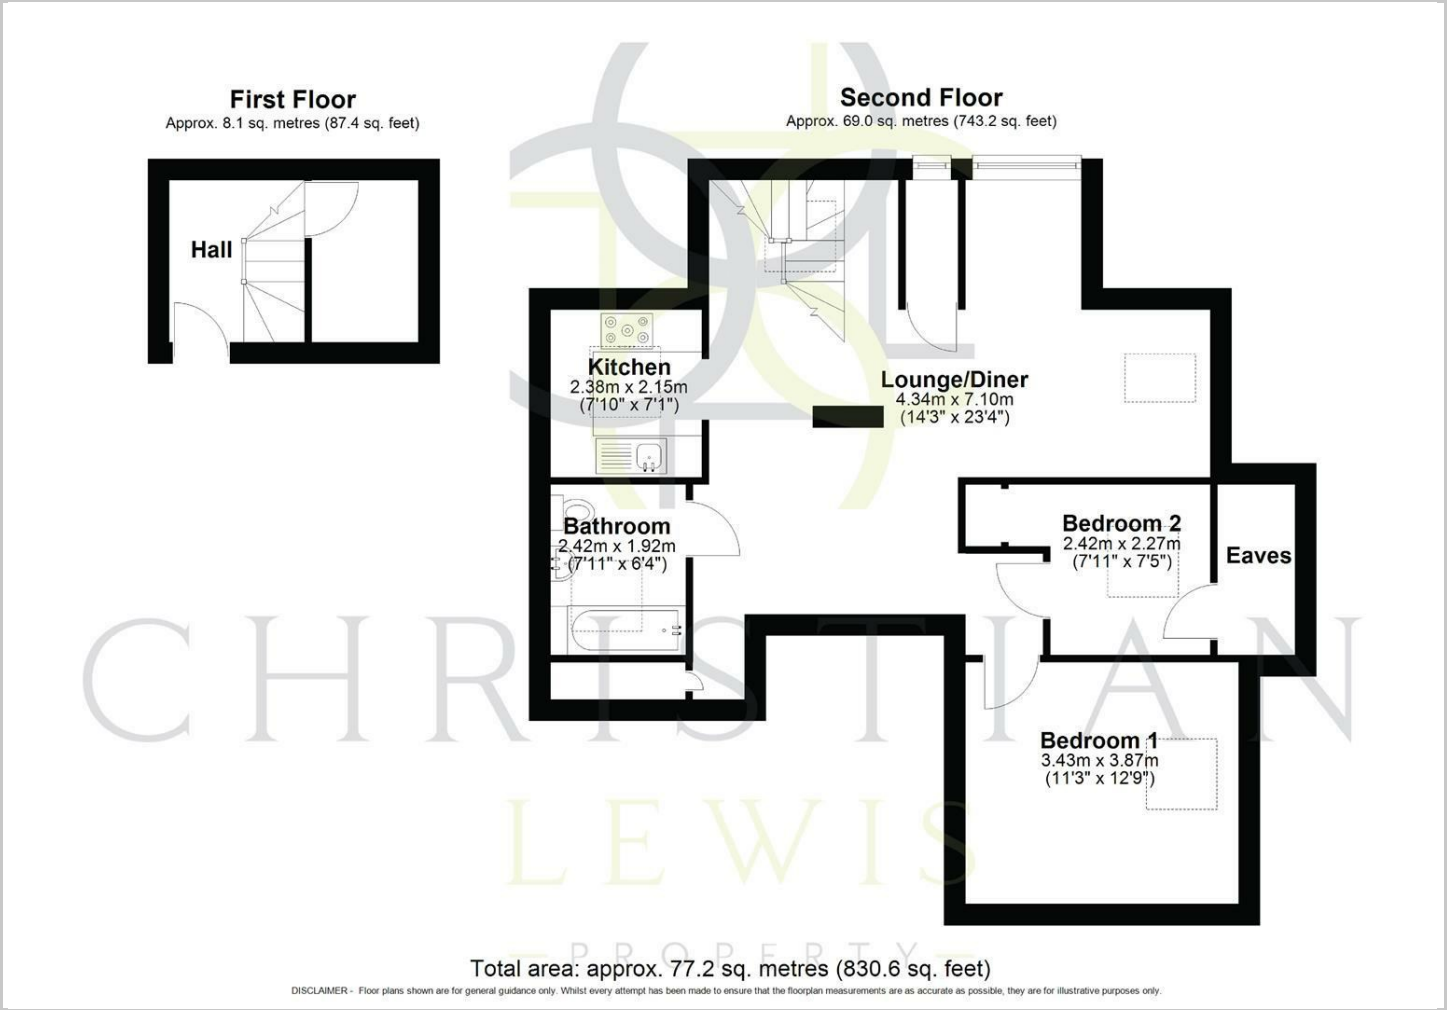 First Floor
Approx. 8.1 sq. metres (87.4 sq. feet)
Second Floor
Approx. 69.0 sq. metres (743.2 sq. feet)
Hall
Kitchen
2.38m x 2.15m
(7'10" x 7'1")
Lounge/Diner
4.34m x 7.10m
(14'3" x 23'4")
Bathroom
2.42m x 1.92m
(7'11" x 6'4")
Bedroom 2
2.42m x 2.27m
(7'11" x 7'5")
Eaves
CHRISTIAN
Bedroom 1
3.43m x 3.87m
(11'3" x 12'9")
LEWIS
PROPERTY
Total area: approx. 77.2 sq. metres (830.6 sq. feet)
DISCLAIMER - Floor plans shown are for general guidance only. Whilst every attempt has been made to ensure that the floorplan measurements are as accurate as possible, they are for illustrative purposes only.